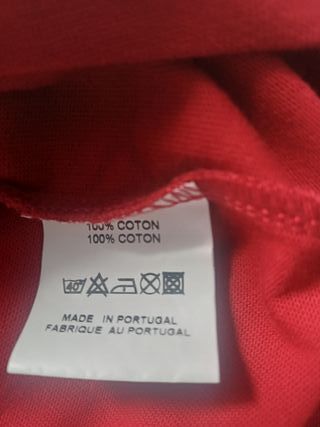 100% COTON
100% COTON
40°
MADE IN PORTUGAL
FABRIQUE AU PORTUGAL